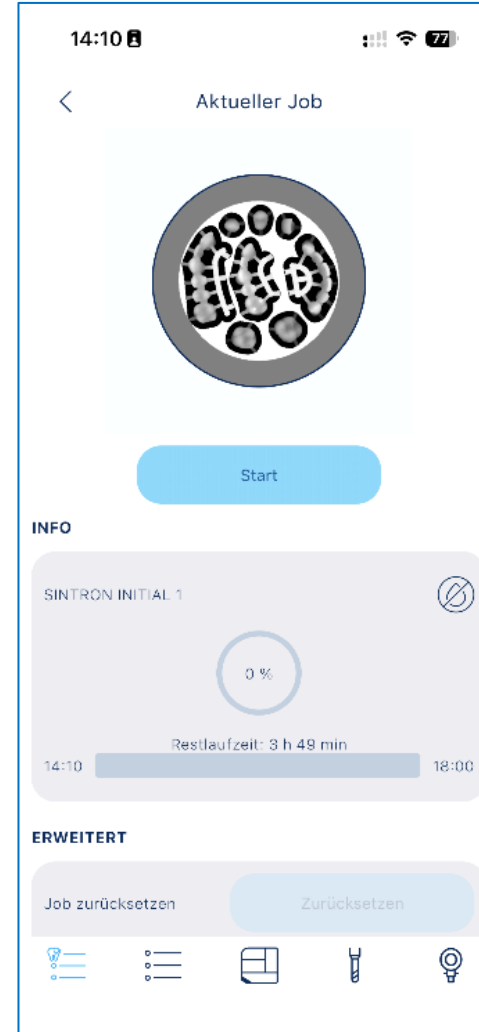 14:10
77
Aktueller Job
Start
INFO
SINTRON INITIAL 1
0 %
Restlaufzeit: 3 h 49 min
14:10
18:00
ERWEITERT
Job zurücksetzen
Zurücksetzen